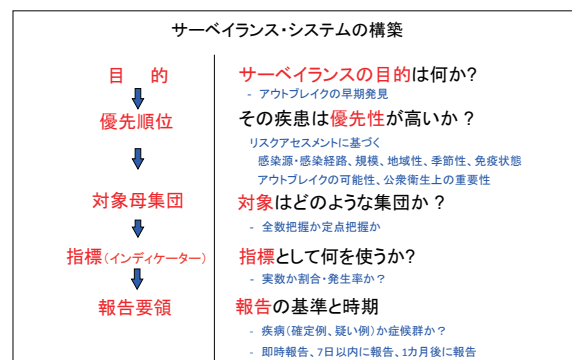 サーベイランス・システムの構築
目　的
サーベイランスの目的は何か?
- アウトブレイクの早期発見
優先順位
その疾患は優先性が高いか？
リスクアセスメントに基づく
感染源・感染経路、規模、地域性、季節性、免疫状態
アウトブレイクの可能性、公衆衛生上の重要性
対象母集団
対象はどのような集団か？
- 全数把握か定点把握か
指標(インディケーター)
指標として何を使うか?
- 実数か割合・発生率か？
報告要領
報告の基準と時期
- 疾病(確定例、疑い例)か症候群か？
- 即時報告、7日以内に報告、1カ月後に報告